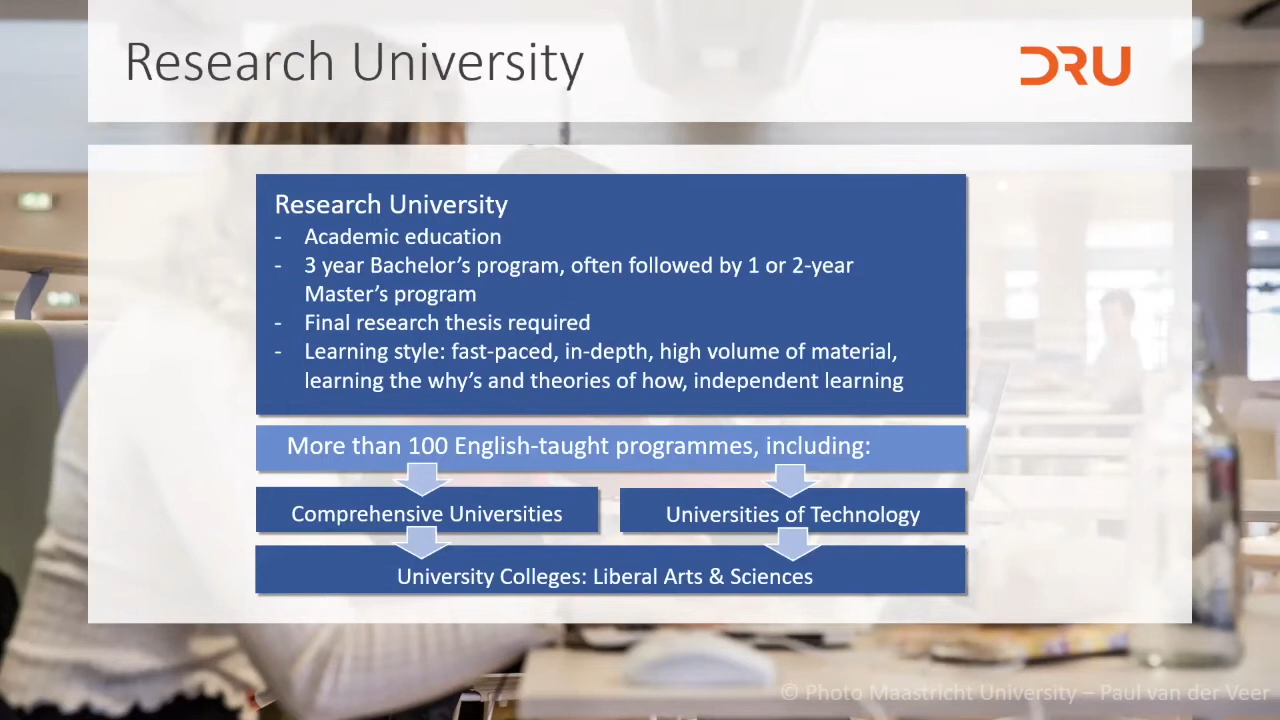 Research University
DRU
Research University
- Academic education
- 3 year Bachelor’s program, often followed by 1 or 2-year
Master’s program
- Final research thesis required
- Learning style: fast-paced, in-depth, high volume of material,
learning the why’s and theories of how, independent learning
More than 100 English-taught programmes, including:
Comprehensive Universities
Universities of Technology
University Colleges: Liberal Arts & Sciences
© Photo Maastricht University – Paul van der Veer